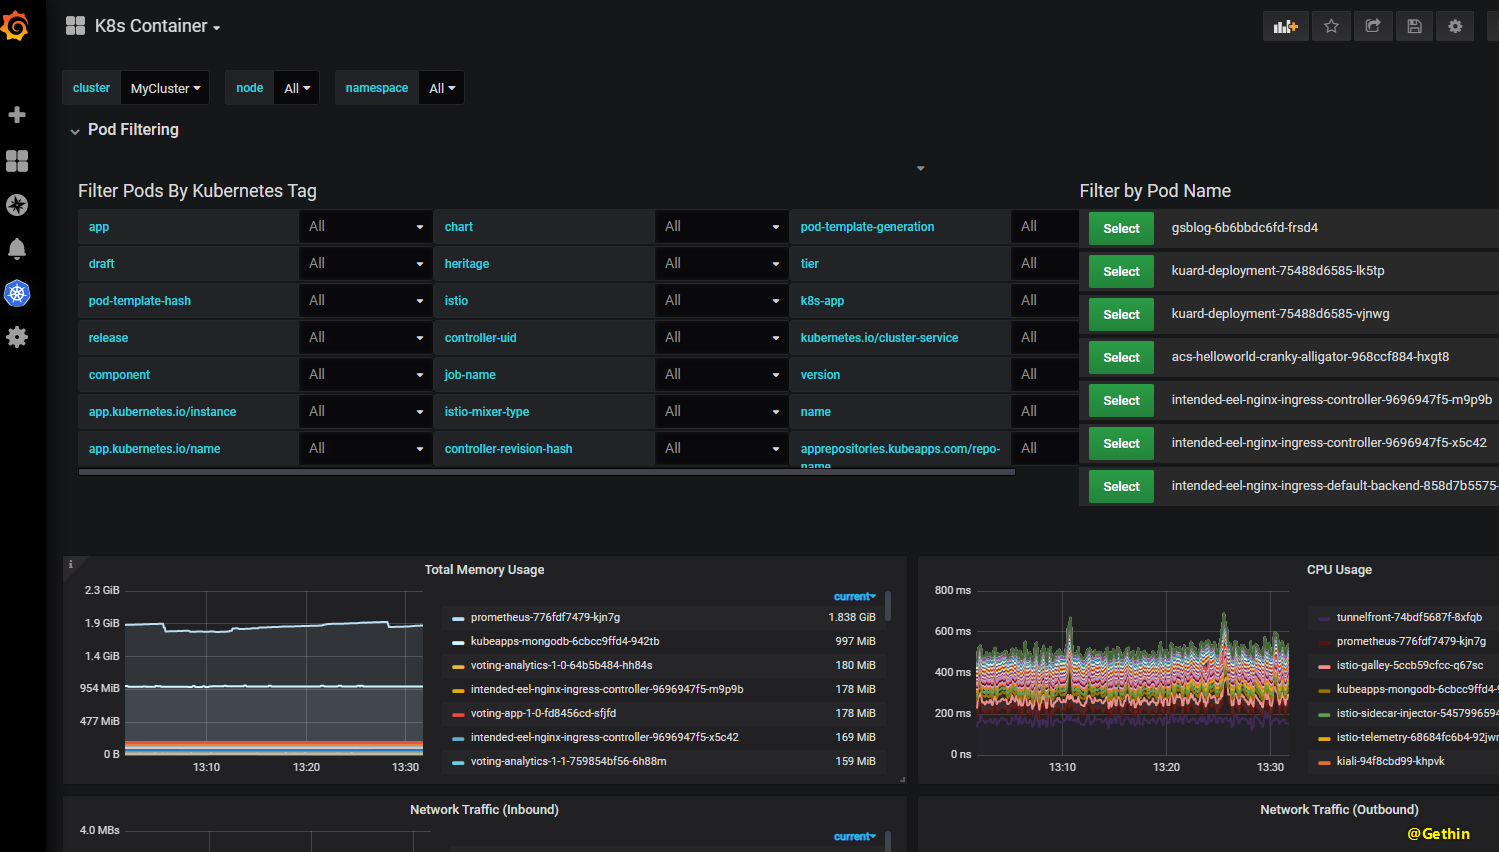 K8s Container
cluster MyCluster node All namespace All
Pod Filtering
Filter Pods By Kubernetes Tag
app All chart All pod-template-generation All
draft All heritage All tier All
pod-template-hash All istio All k8s-app All
release All controller-uid All kubernetes.io/cluster-service All
component All job-name All version All
app.kubernetes.io/instance All istio-mixer-type All name All
app.kubernetes.io/name All controller-revision-hash All apprepositories.kubeapps.com/repo-name All
Filter by Pod Name
Select gsblog-6b6bbdc6fd-frsd4
Select kuard-deployment-75488d6585-lk5tp
Select kuard-deployment-75488d6585-vjnwg
Select acs-helloworld-cranky-alligator-968ccf884-hxgt8
Select intended-eel-nginx-ingress-controller-9696947f5-m9p9b
Select intended-eel-nginx-ingress-controller-9696947f5-x5c42
Select intended-eel-nginx-ingress-default-backend-858d7b5575-
i
Total Memory Usage
2.3 GiB
1.9 GiB
1.4 GiB
954 MiB
477 MiB
0 B
13:10 13:20 13:30
current
prometheus-776fdf7479-kjn7g 1.838 GiB
kubeapps-mongodb-6cbcc9ffd4-942tb 997 MiB
voting-analytics-1-0-64b5b484-hh84s 180 MiB
intended-eel-nginx-ingress-controller-9696947f5-m9p9b 178 MiB
voting-app-1-0-fd8456cd-sfjfd 178 MiB
intended-eel-nginx-ingress-controller-9696947f5-x5c42 169 MiB
voting-analytics-1-1-759854bf56-6h88m 159 MiB
CPU Usage
800 ms
600 ms
400 ms
200 ms
0 ns
13:10 13:20 13:30
tunnelfront-74bdf5687f-8xfqb
prometheus-776fdf7479-kjn7g
istio-galley-5ccb59cfcc-q67sc
kubeapps-mongodb-6cbcc9ffd4-9
istio-sidecar-injector-5457996594
istio-telemetry-68684fc6b4-92jwr
kiali-94f8cbd99-khpvk
Network Traffic (Inbound)
4.0 MBs
current
Network Traffic (Outbound)
@Gethin